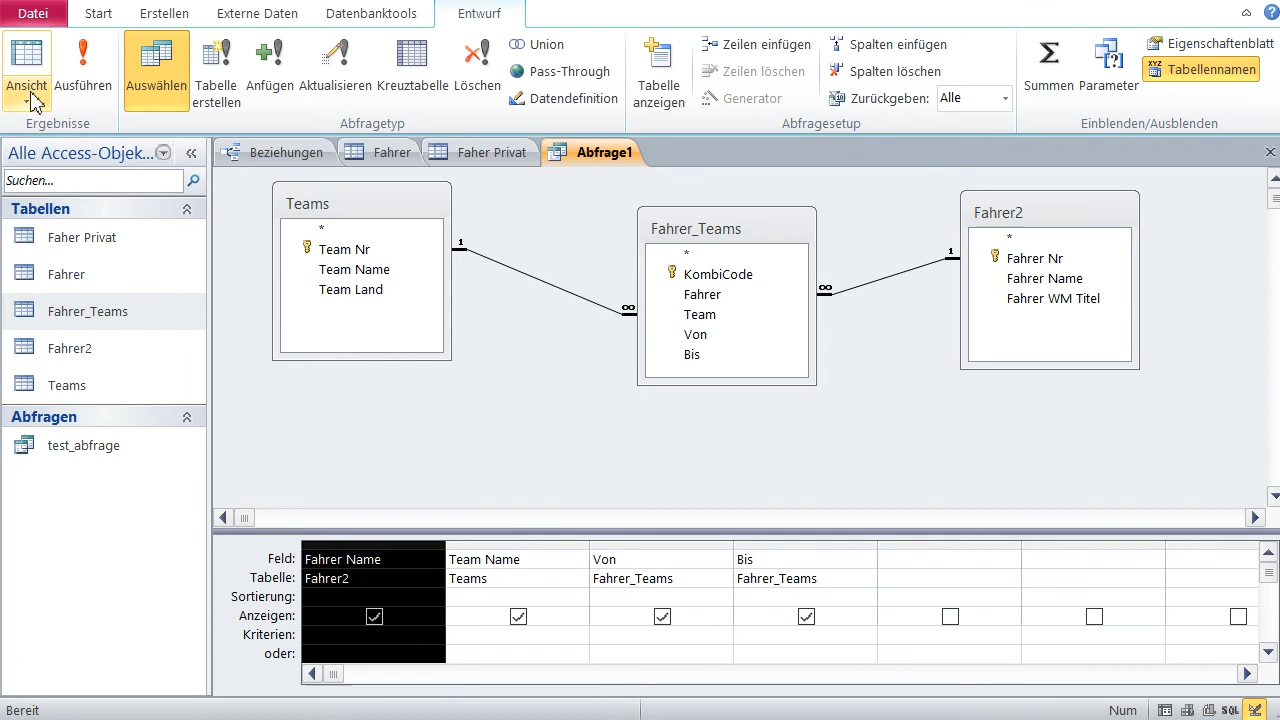 Datei Start Erstellen Externe Daten Datenbanktools Entwurf
Ansicht Ausführen
Ergebnisse
Auswählen Tabelle erstellen Anfügen Aktualisieren Kreuztabelle Löschen
Union
Pass-Through
Datendefinition
Abfragetyp
Tabelle anzeigen
Zeilen einfügen
Zeilen löschen
Generator
Spalten einfügen
Spalten löschen
Zurückgeben: Alle
Abfragesetup
Summen Parameter
Eigenschaftenblatt
XYZ Tabellennamen
Einblenden/Ausblenden
Alle Access-Objek...
Suchen...
Tabellen
Faher Privat
Fahrer
Fahrer_Teams
Fahrer2
Teams
Abfragen
test_abfrage
Beziehungen Fahrer Faher Privat Abfrage1
Teams
*
Team Nr
Team Name
Team Land
1
∞
Fahrer_Teams
*
KombiCode
Fahrer
Team
Von
Bis
∞
1
Fahrer2
*
Fahrer Nr
Fahrer Name
Fahrer WM Titel
Feld: Fahrer Name Team Name Von Bis
Tabelle: Fahrer2 Teams Fahrer_Teams Fahrer_Teams
Sortierung:
Anzeigen:
Kriterien:
oder:
Bereit Num SQL